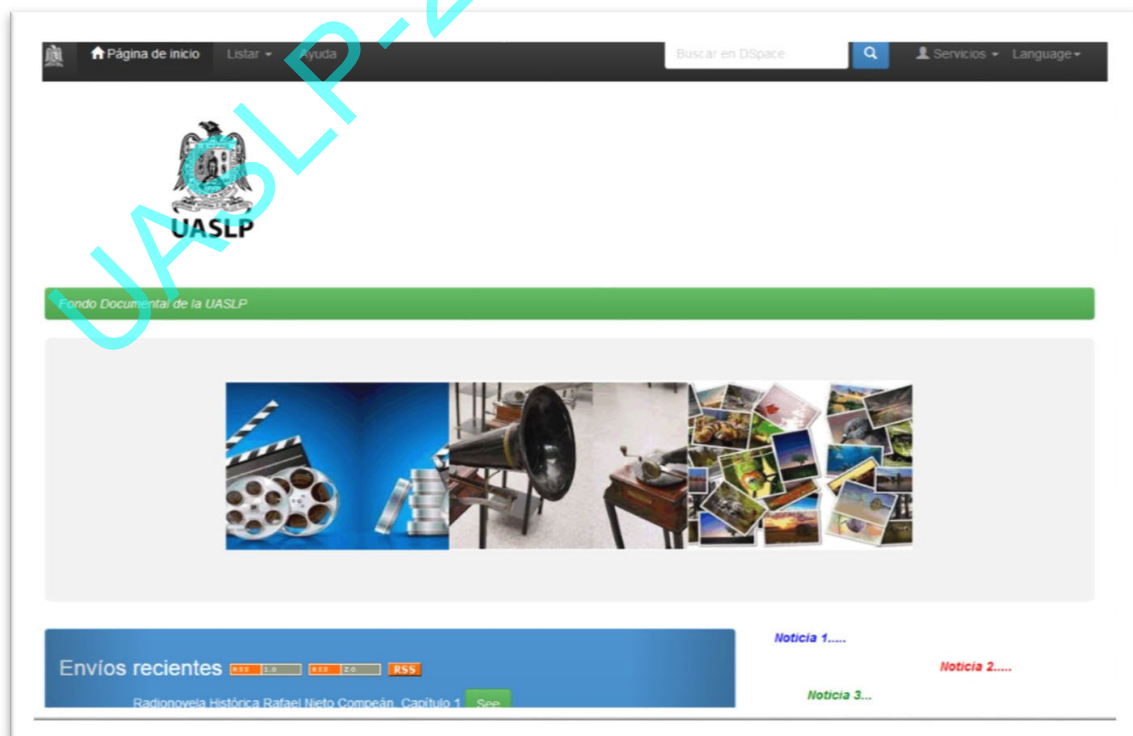 Página de inicio Listar Ayuda Buscar en DSpace Servicios Language
UASLP
Fondo Documental de la UASLP
Noticia 1.....
Envíos recientes RSS 1.0 RSS 2.0 RSS
Noticia 2.....
Radionovela Histórica Rafael Nieto Compeán. Capítulo 1 See
Noticia 3...
UASLP-2